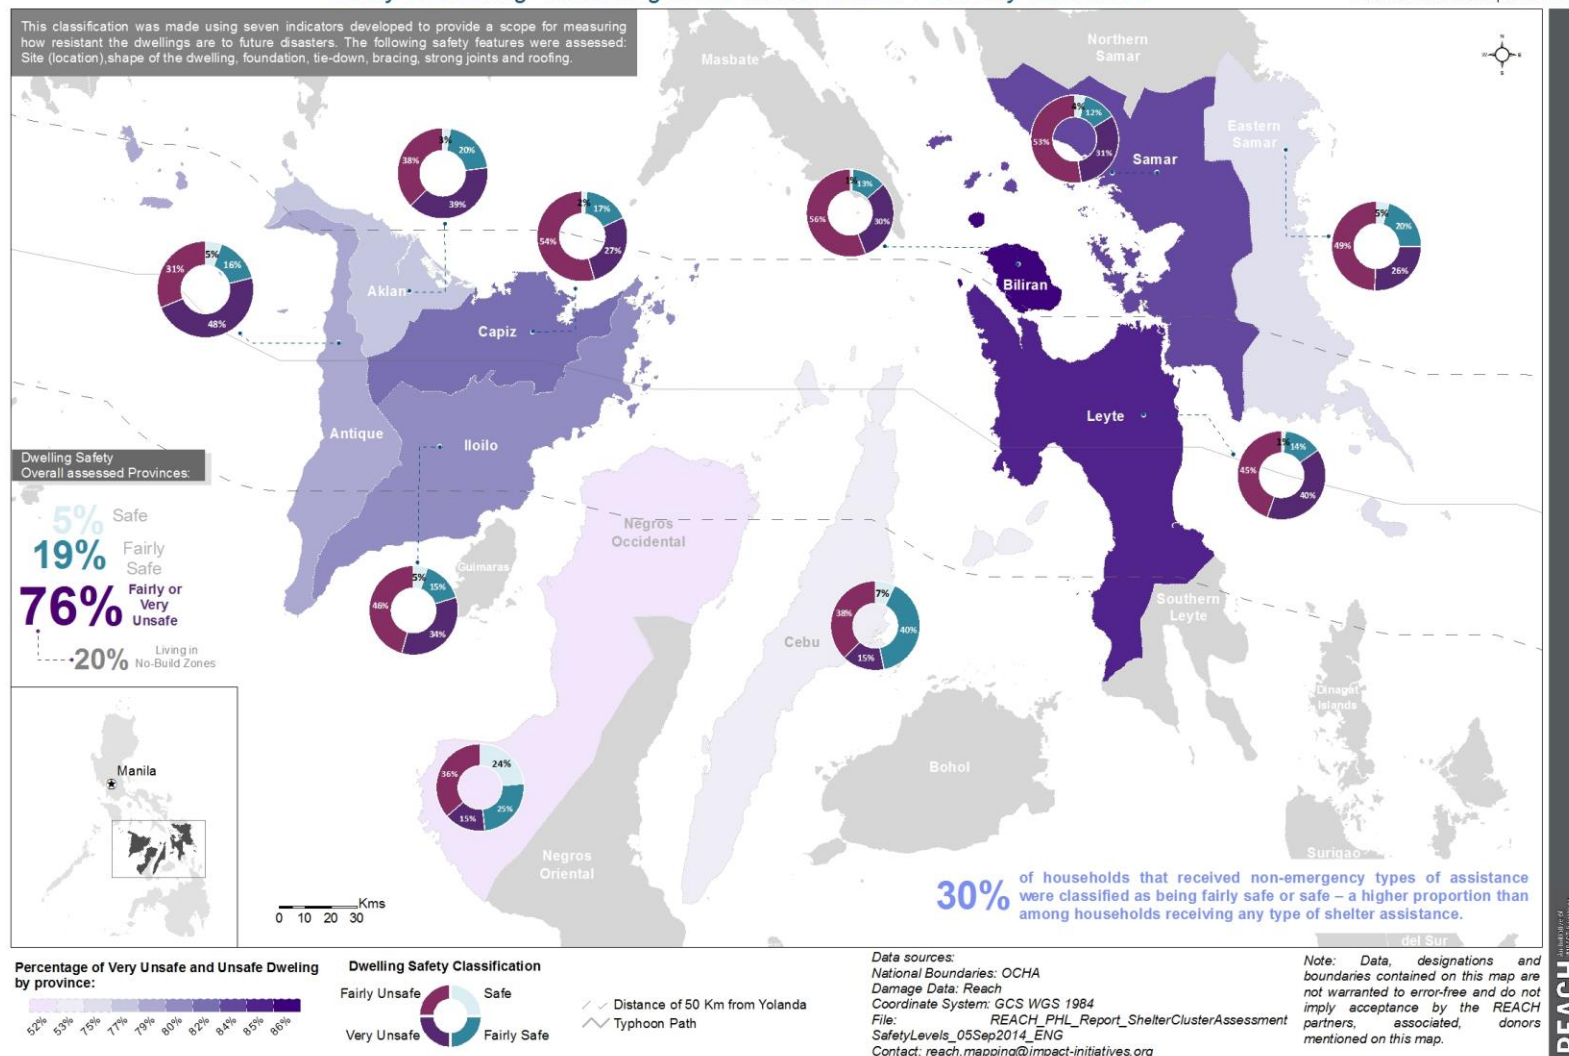 This classification was made using seven indicators developed to provide a scope for measuring
how resistant the dwellings are to future disasters. The following safety features were assessed:
Site (location),shape of the dwelling, foundation, tie-down, bracing, strong joints and roofing.
Masbate
Northern
Samar
N
W
E
S
Eastern
Samar
Samar
4%
12%
31%
53%
3%
20%
39%
38%
2%
17%
27%
54%
1%
13%
30%
56%
5%
20%
26%
49%
5%
16%
48%
31%
Aklan
Capiz
Biliran
Antique
Iloilo
Leyte
1%
14%
40%
45%
Dwelling Safety
Overall assessed Provinces:
5% Safe
19% Fairly
Safe
76% Fairly or
Very
Unsafe
20% Living in
No-Build Zones
Negros
Occidental
Guimaras
5%
15%
34%
46%
Cebu
7%
40%
15%
38%
Southern
Leyte
Dinagat
Islands
Manila
24%
25%
15%
36%
Bohol
Negros
Oriental
Surigao
del Sur
Kms
0 10 20 30
30% of households that received non-emergency types of assistance
were classified as being fairly safe or safe – a higher proportion than
among households receiving any type of shelter assistance.
Percentage of Very Unsafe and Unsafe Dweling
by province:
52% 53% 75% 77% 79% 80% 82% 84% 85% 86%
Dwelling Safety Classification
Fairly Unsafe
Safe
Very Unsafe
Fairly Safe
Distance of 50 Km from Yolanda
Typhoon Path
Data sources:
National Boundaries: OCHA
Damage Data: Reach
Coordinate System: GCS WGS 1984
File: REACH_PHL_Report_ShelterClusterAssessment
SafetyLevels_05Sep2014_ENG
Contact: reach.mapping@impact-initiatives.org
Note: Data, designations and
boundaries contained on this map are
not warranted to error-free and do not
imply acceptance by the REACH
partners, associated, donors
mentioned on this map.
REACH